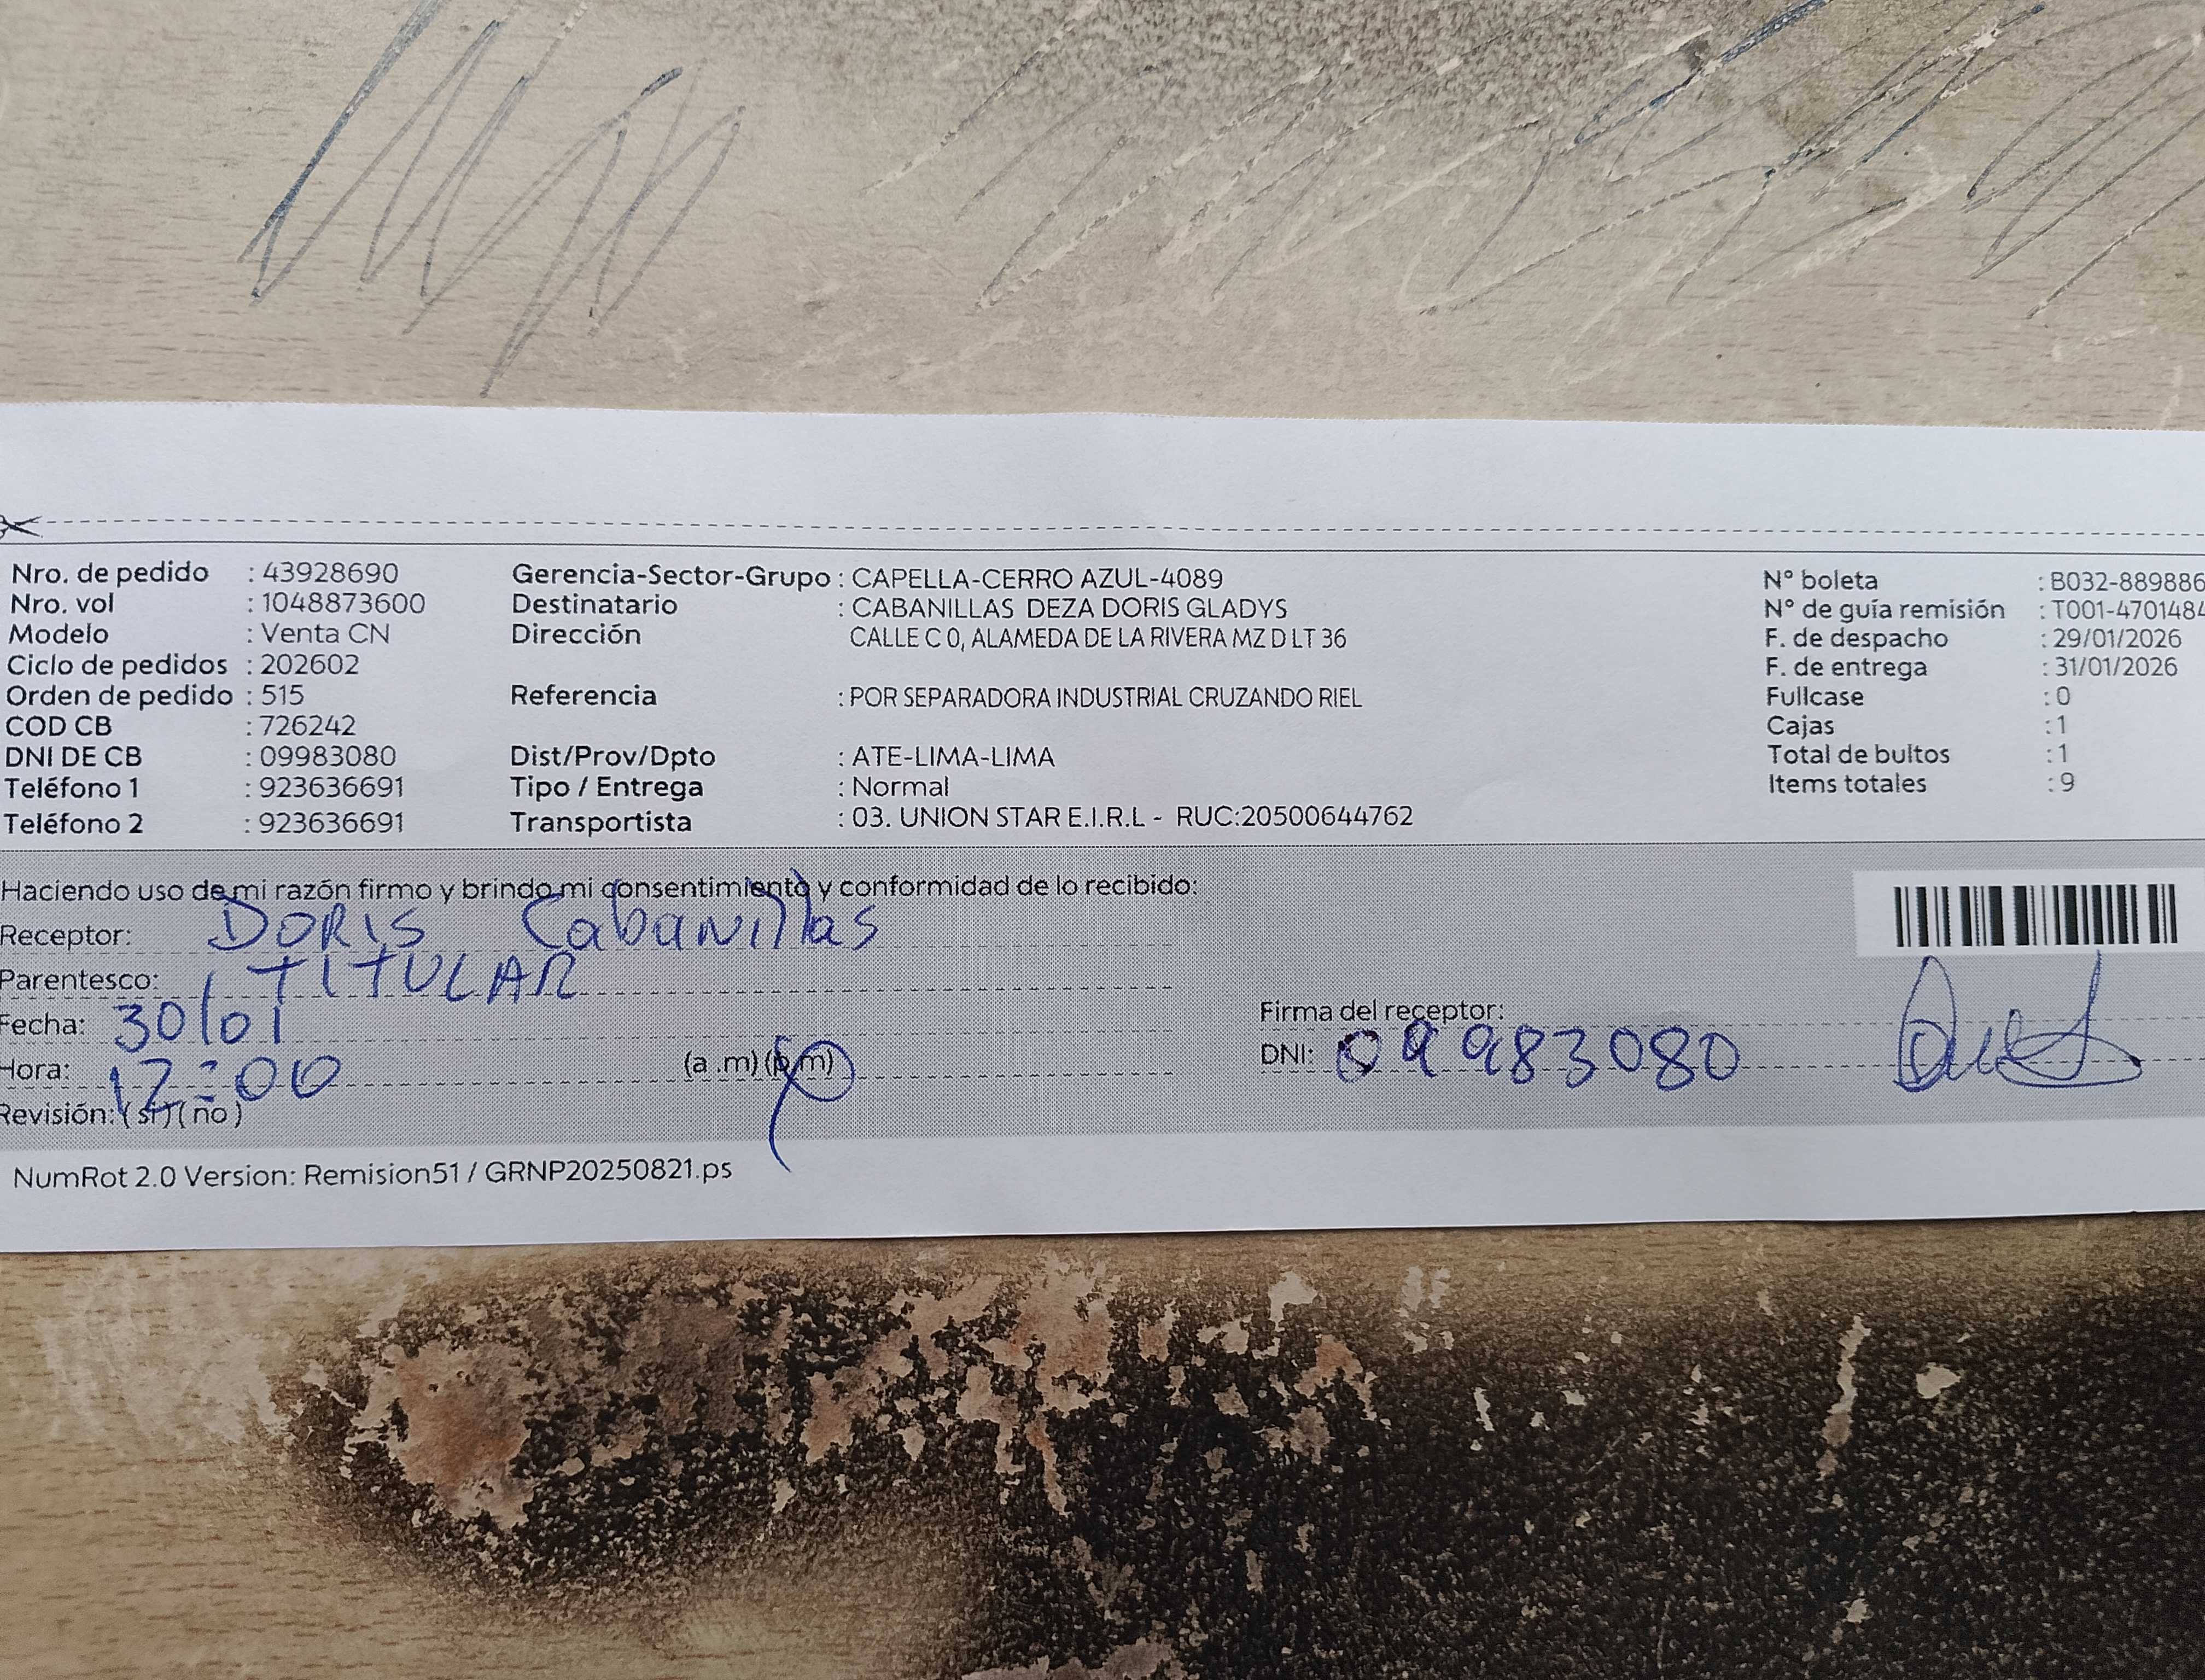 Nro. de pedido : 43928690 Gerencia-Sector-Grupo : CAPELLA-CERRO AZUL-4089 N° boleta : B032-889886
Nro. vol : 1048873600 Destinatario : CABANILLAS DEZA DORIS GLADYS N° de guía remisión : T001-4701484
Modelo : Venta CN Dirección CALLE C 0, ALAMEDA DE LA RIVERA MZ D LT 36 F. de despacho : 29/01/2026
Ciclo de pedidos : 202602 F. de entrega : 31/01/2026
Orden de pedido : 515 Referencia : POR SEPARADORA INDUSTRIAL CRUZANDO RIEL Fullcase : 0
COD CB : 726242 Cajas : 1
DNI DE CB : 09983080 Dist/Prov/Dpto : ATE-LIMA-LIMA Total de bultos : 1
Teléfono 1 : 923636691 Tipo / Entrega : Normal Items totales : 9
Teléfono 2 : 923636691 Transportista : 03. UNION STAR E.I.R.L - RUC:20500644762
Haciendo uso de mi razón firmo y brindo mi consentimiento y conformidad de lo recibido:
Receptor: DORIS Cabanillas
Parentesco: TITULAR
Fecha: 30/01 Firma del receptor:
Hora: 12:00 (a .m) (p.m) DNI: 09983080
Revisión: ( si ) ( no )
NumRot 2.0 Version: Remision51 / GRNP20250821.ps